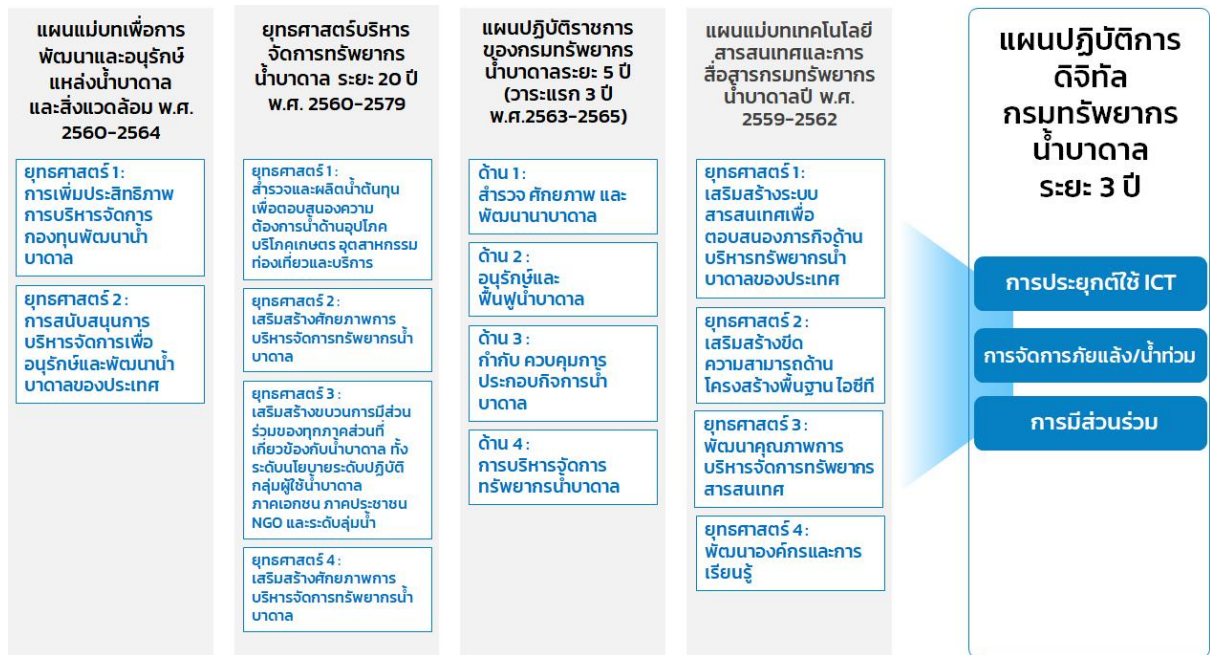 แผนแม่บทเพื่อการ
พัฒนาและอนุรักษ์
แหล่งน้ำบาดาล
และสิ่งแวดล้อม พ.ศ.
2560-2564
ยุทธศาสตร์ 1 :
การเพิ่มประสิทธิภาพ
การบริหารจัดการ
กองทุนพัฒนาน้ำ
บาดาล
ยุทธศาสตร์ 2 :
การสนับสนุนการ
บริหารจัดการเพื่อ
อนุรักษ์และพัฒนาน้ำ
บาดาลของประเทศ
ยุทธศาสตร์บริหาร
จัดการทรัพยากร
น้ำบาดาล ระยะ 20 ปี
พ.ศ. 2560-2579
ยุทธศาสตร์ 1 :
สำรวจและผลิตน้ำต้นทุน
เพื่อตอบสนองความ
ต้องการน้ำด้านอุปโภค
บริโภคเกษตร อุตสาหกรรม
ท่องเที่ยวและบริการ
ยุทธศาสตร์ 2 :
เสริมสร้างศักยภาพการ
บริหารจัดการทรัพยากรน้ำ
บาดาล
ยุทธศาสตร์ 3 :
เสริมสร้างขบวนการมีส่วน
ร่วมของทุกภาคส่วนที่
เกี่ยวข้องกับน้ำบาดาล ทั้ง
ระดับนโยบายระดับปฏิบัติ
กลุ่มผู้ใช้น้ำบาดาล
ภาคเอกชน ภาคประชาชน
NGO และระดับลุ่มน้ำ
ยุทธศาสตร์ 4 :
เสริมสร้างศักยภาพการ
บริหารจัดการทรัพยากรน้ำ
บาดาล
แผนปฏิบัติราชการ
ของกรมทรัพยากร
น้ำบาดาลระยะ 5 ปี
(วาระแรก 3 ปี
พ.ศ.2563-2565)
ด้าน 1 :
สำรวจ ศักยภาพ และ
พัฒนานาบาดาล
ด้าน 2 :
อนุรักษ์และ
ฟื้นฟูน้ำบาดาล
ด้าน 3 :
กำกับ ควบคุมการ
ประกอบกิจการน้ำ
บาดาล
ด้าน 4 :
การบริหารจัดการ
ทรัพยากรน้ำบาดาล
แผนแม่บทเทคโนโลยี
สารสนเทศและการ
สื่อสารกรมทรัพยากร
น้ำบาดาลปี พ.ศ.
2559-2562
ยุทธศาสตร์ 1 :
เสริมสร้างระบบ
สารสนเทศเพื่อ
ตอบสนองภารกิจด้าน
บริหารทรัพยากรน้ำ
บาดาลของประเทศ
ยุทธศาสตร์ 2 :
เสริมสร้างขีด
ความสามารถด้าน
โครงสร้างพื้นฐาน ไอซีที
ยุทธศาสตร์ 3 :
พัฒนาคุณภาพการ
บริหารจัดการทรัพยากร
สารสนเทศ
ยุทธศาสตร์ 4 :
พัฒนาองค์กรและการ
เรียนรู้
แผนปฏิบัติการ
ดิจิทัล
กรมทรัพยากร
น้ำบาดาล
ระยะ 3 ปี
การประยุกต์ใช้ ICT
การจัดการภัยแล้ง/น้ำท่วม
การมีส่วนร่วม